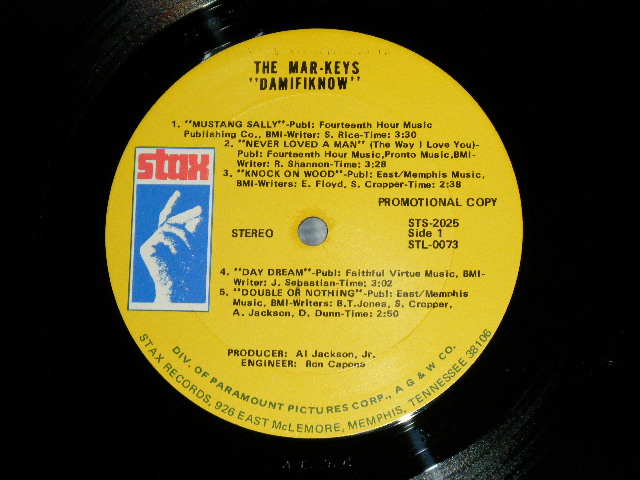 THE MAR-KEYS
"DAMIFIKNOW"
1. "MUSTANG SALLY"-Publ: Fourteenth Hour Music
Publishing Co., BMI-Writer: S. Rice-Time: 3:30
2. "NEVER LOVED A MAN" (The Way I Love You)-
Publ: Fourteenth Hour Music,Pronto Music,BMI-
Writer: R. Shannon-Time: 3:28
3. "KNOCK ON WOOD"-Publ: East/Memphis Music,
BMI-Writers: E. Floyd, S. Cropper-Time: 2:38
PROMOTIONAL COPY
stax
STEREO
STS-2025
Side 1
STL-0073
4. "DAY DREAM"-Publ: Faithful Virtue Music, BMI-
Writer: J. Sebastian-Time: 3:02
5. "DOUBLE OR NOTHING"-Publ: East/Memphis
Music, BMI-Writers: B.T.Jones, S. Cropper,
A. Jackson, D. Dunn-Time: 2:50
PRODUCER: Al Jackson, Jr.
ENGINEER: Ron Capone
DIV. OF PARAMOUNT PICTURES CORP., A G & W CO.
STAX RECORDS, 926 EAST McLEMORE, MEMPHIS, TENNESSEE 38106